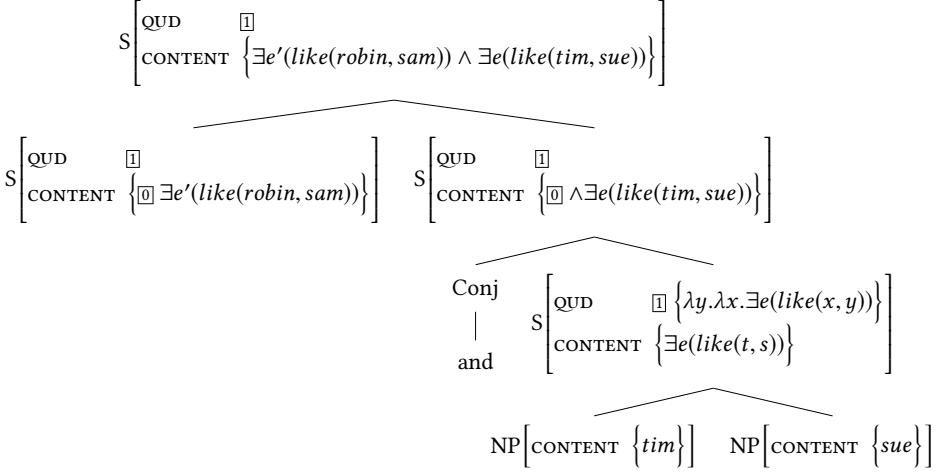 S[QUD 1
CONTENT {∃e′(like(robin, sam)) ∧ ∃e(like(tim, sue))}]
S[QUD 1
CONTENT {0 ∃e′(like(robin, sam))}]
S[QUD 1
CONTENT {0 ∧∃e(like(tim, sue))}]
Conj
and
S[QUD 1 {λy.λx.∃e(like(x, y))}
CONTENT {∃e(like(t, s))}]
NP[CONTENT {tim}] NP[CONTENT {sue}]